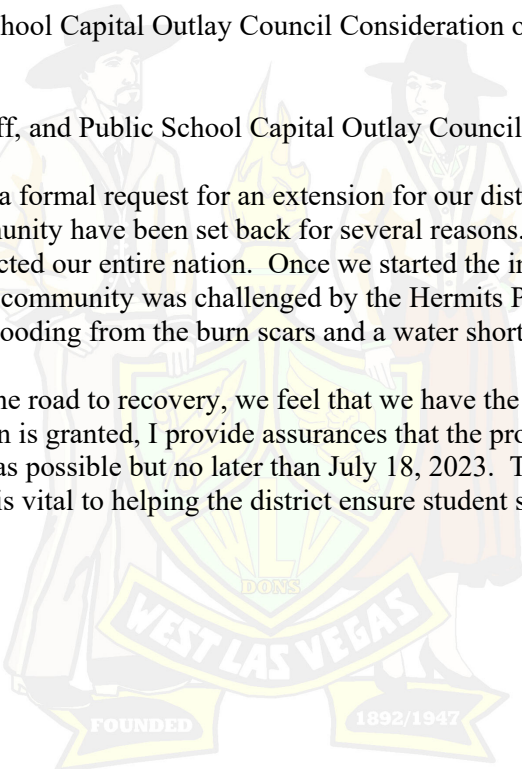 hool Capital Outlay Council Consideration o
ff, and Public School Capital Outlay Council
a formal request for an extension for our dist
unity have been set back for several reasons.
cted our entire nation. Once we started the in
community was challenged by the Hermits P
ooding from the burn scars and a water short
he road to recovery, we feel that we have the
n is granted, I provide assurances that the pro
as possible but no later than July 18, 2023. T
is vital to helping the district ensure student s
WLV
DONS
WEST LAS VEGAS
FOUNDED
1892/1947